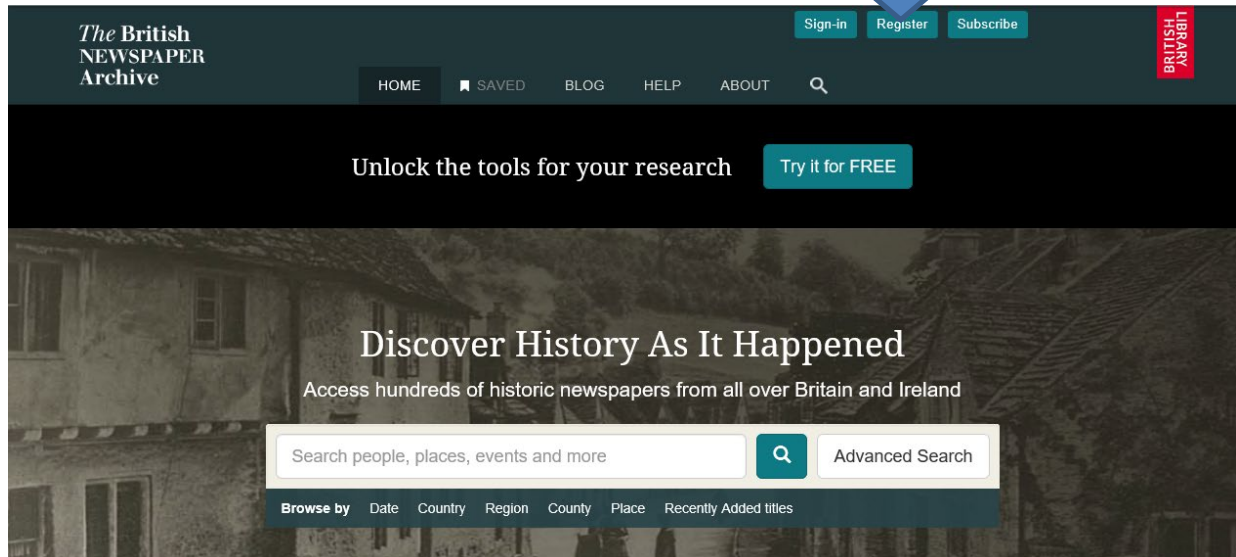 The British
NEWSPAPER
Archive
Sign-in Register Subscribe
LIBRARY
HSITISH
BRITISH
HOME SAVED BLOG HELP ABOUT
Unlock the tools for your research Try it for FREE
Discover History As It Happened
Access hundreds of historic newspapers from all over Britain and Ireland
Search people, places, events and more Advanced Search
Browse by Date Country Region County Place Recently Added titles